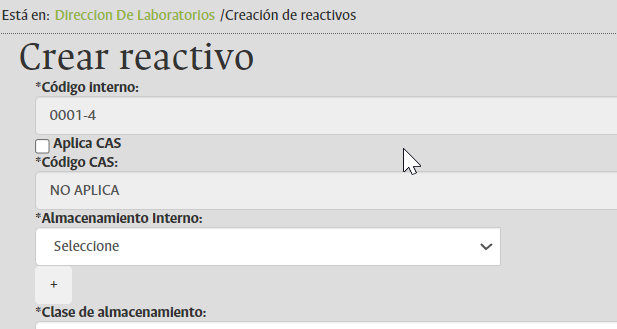 Está en: Direccion De Laboratorios /Creación de reactivos
Crear reactivo
*Código interno:
0001-4
Aplica CAS
*Código CAS:
NO APLICA
*Almacenamiento Interno:
Seleccione
+
*Clase de almacenamiento: